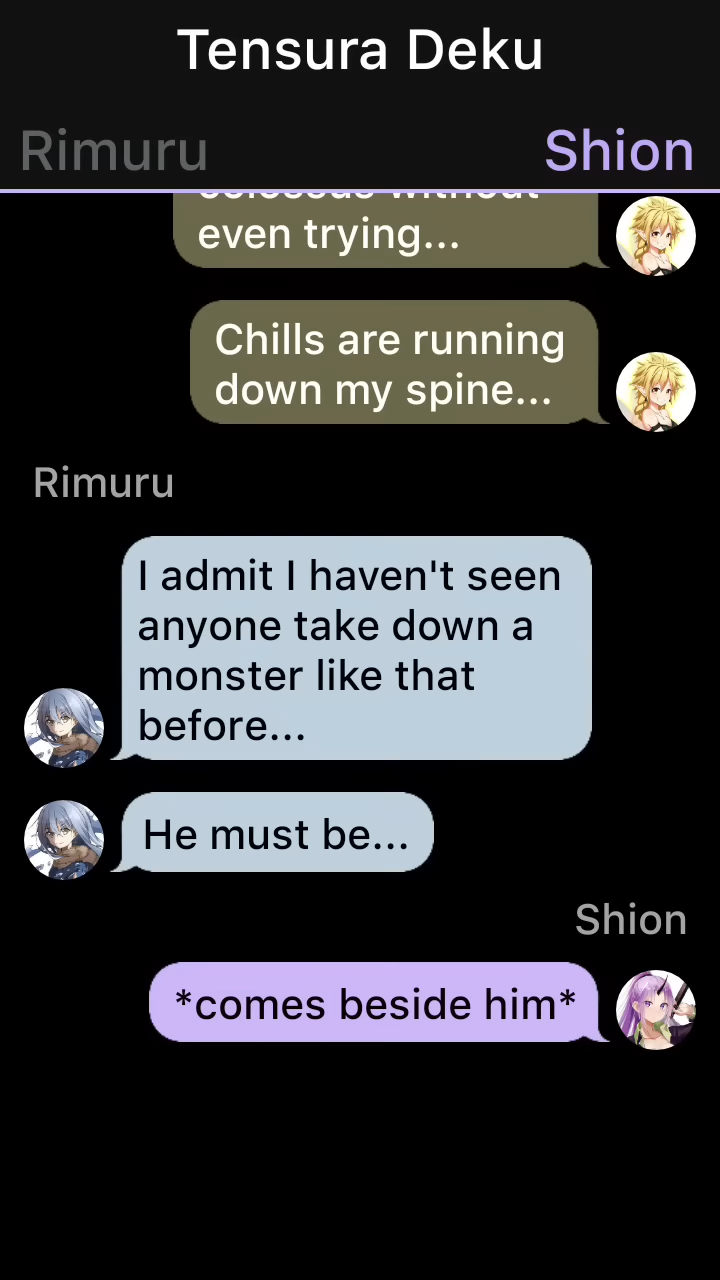 Tensura Deku
Rimuru
Shion
even trying...
Chills are running
down my spine...
Rimuru
I admit I haven't seen
anyone take down a
monster like that
before...
He must be...
Shion
*comes beside him*